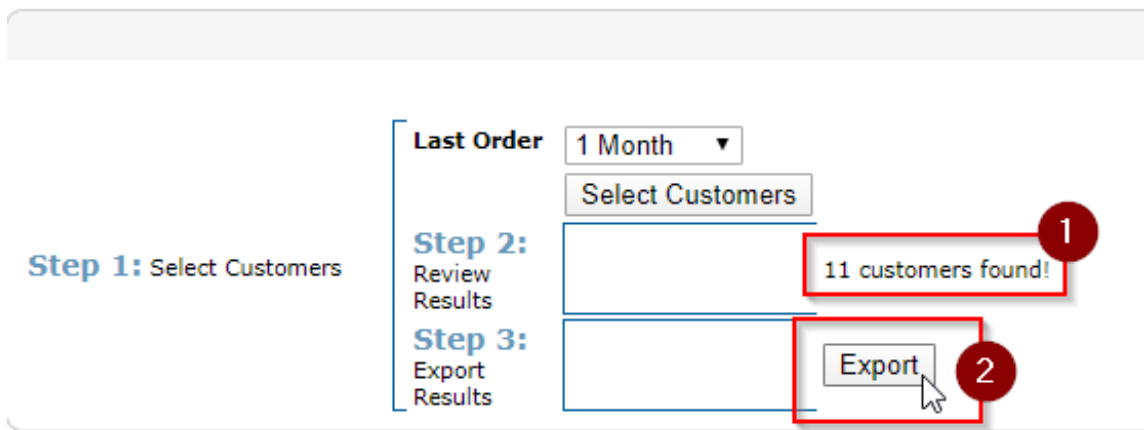 Last Order
1 Month
Select Customers
Step 1: Select Customers
Step 2:
Review
Results
11 customers found!
1
Step 3:
Export
Results
Export
2